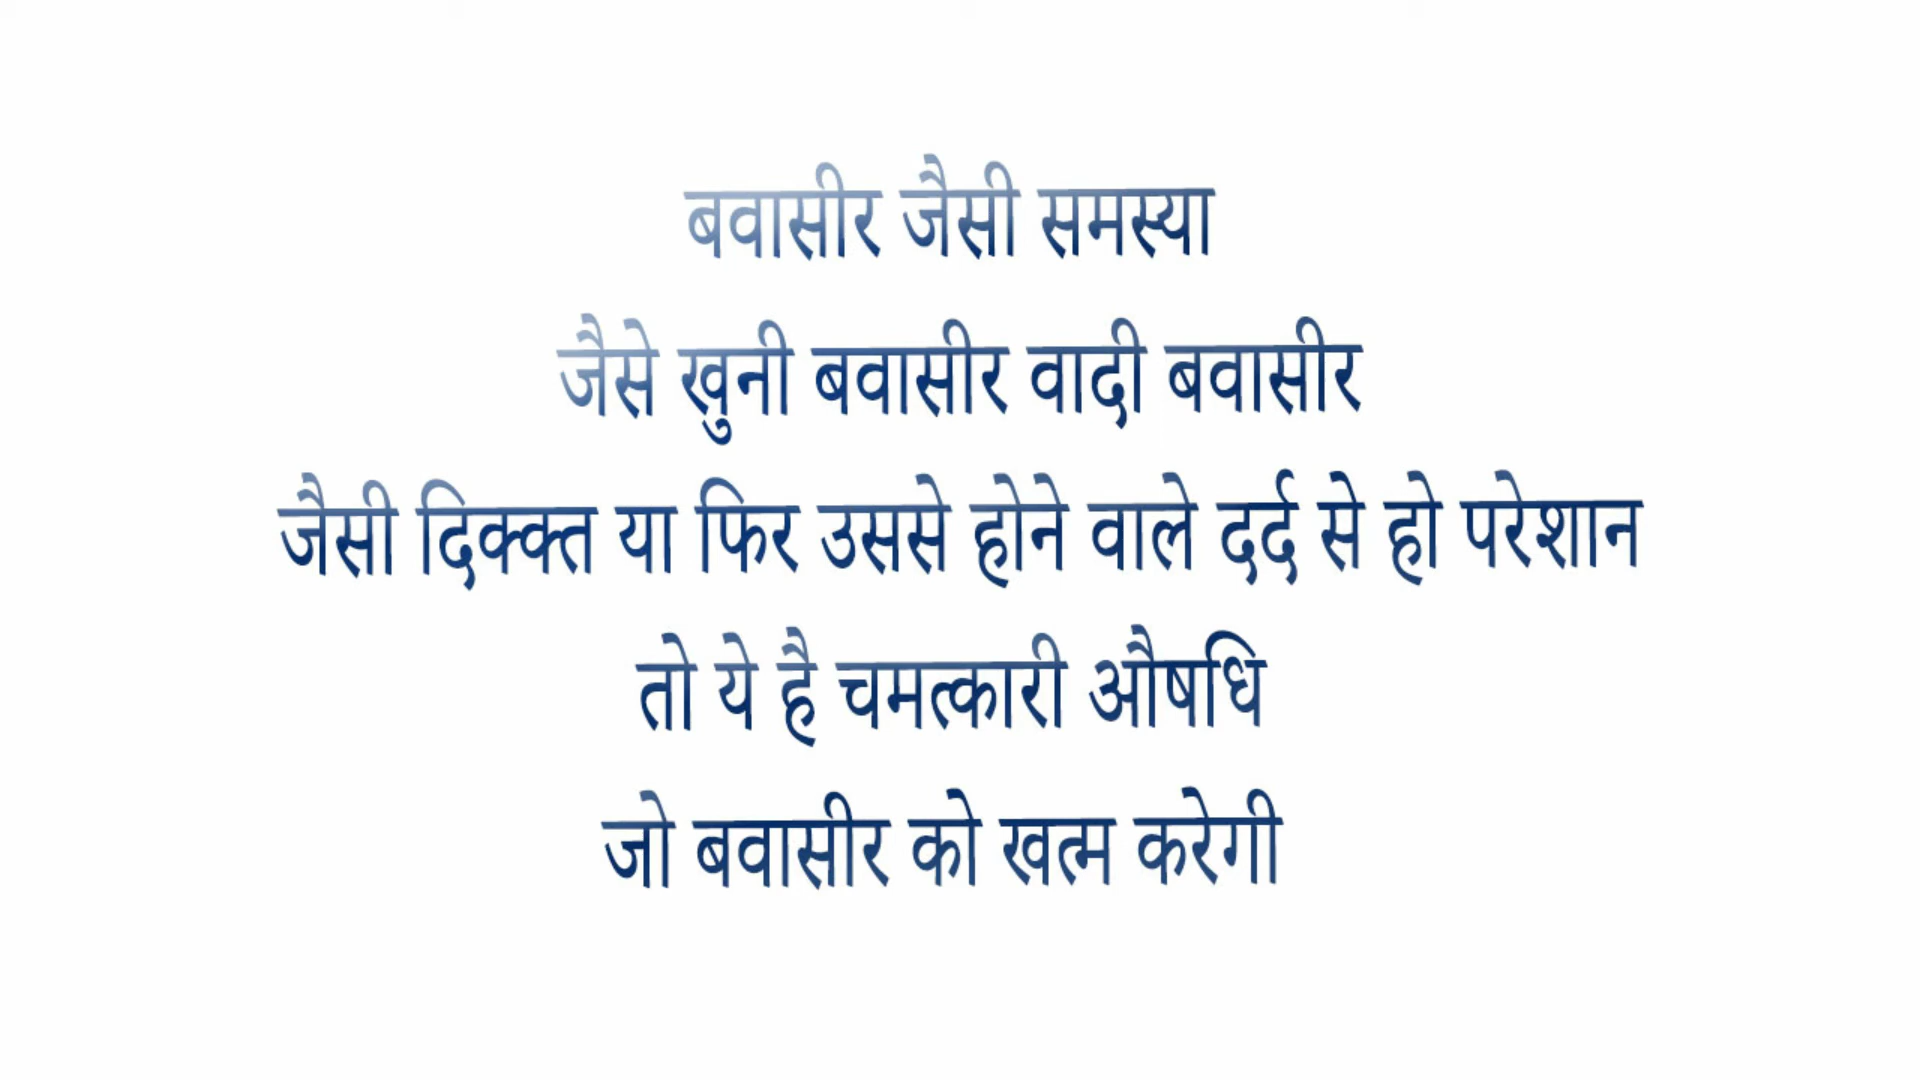 बवासीर जैसी समस्या
जैसे खुनी बवासीर वादी बवासीर
जैसी दिक्क्त या फिर उससे होने वाले दर्द से हो परेशान
तो ये है चमत्कारी औषधि
जो बवासीर को खत्म करेगी